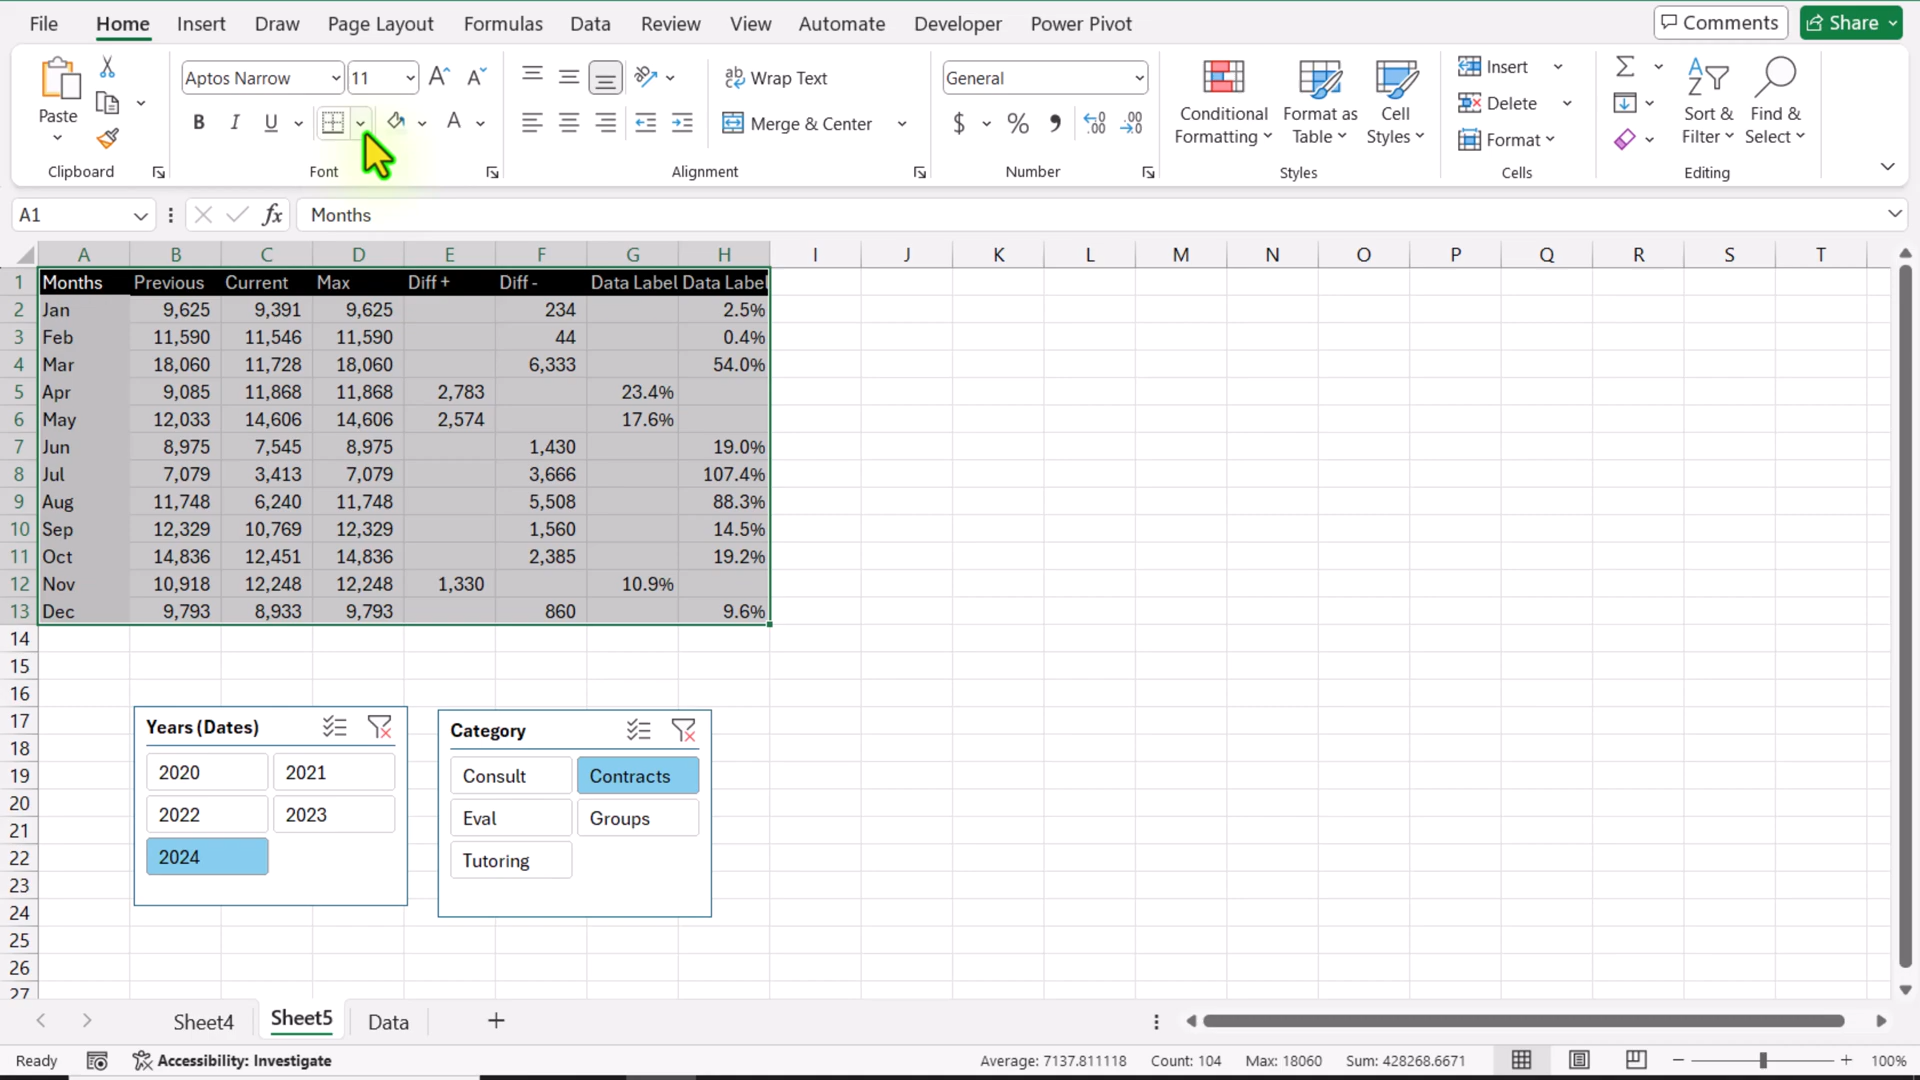 File Home Insert Draw Page Layout Formulas Data Review View Automate Developer Power Pivot Comments Share
Paste
Clipboard
Aptos Narrow 11
B I U A
Font
Wrap Text
Merge & Center
Alignment
General
$ % 9
Number
Conditional Formatting
Format as Table
Cell Styles
Styles
Insert
Delete
Format
Cells
Sort & Filter
Find & Select
Editing
A1 fx Months
A B C D E F G H I J K L M N O P Q R S T
1 Months Previous Current Max Diff + Diff - Data Label Data Label
2 Jan 9,625 9,391 9,625 234 2.5%
3 Feb 11,590 11,546 11,590 44 0.4%
4 Mar 18,060 11,728 18,060 6,333 54.0%
5 Apr 9,085 11,868 11,868 2,783 23.4%
6 May 12,033 14,606 14,606 2,574 17.6%
7 Jun 8,975 7,545 8,975 1,430 19.0%
8 Jul 7,079 3,413 7,079 3,666 107.4%
9 Aug 11,748 6,240 11,748 5,508 88.3%
10 Sep 12,329 10,769 12,329 1,560 14.5%
11 Oct 14,836 12,451 14,836 2,385 19.2%
12 Nov 10,918 12,248 12,248 1,330 10.9%
13 Dec 9,793 8,933 9,793 860 9.6%
14
15
16
17
18
19
20
21
22
23
24
25
26
27
Years (Dates)
2020 2021
2022 2023
2024
Category
Consult Contracts
Eval Groups
Tutoring
Sheet4 Sheet5 Data
Ready Accessibility: Investigate Average: 7137.811118 Count: 104 Max: 18060 Sum: 428268.6671 100%